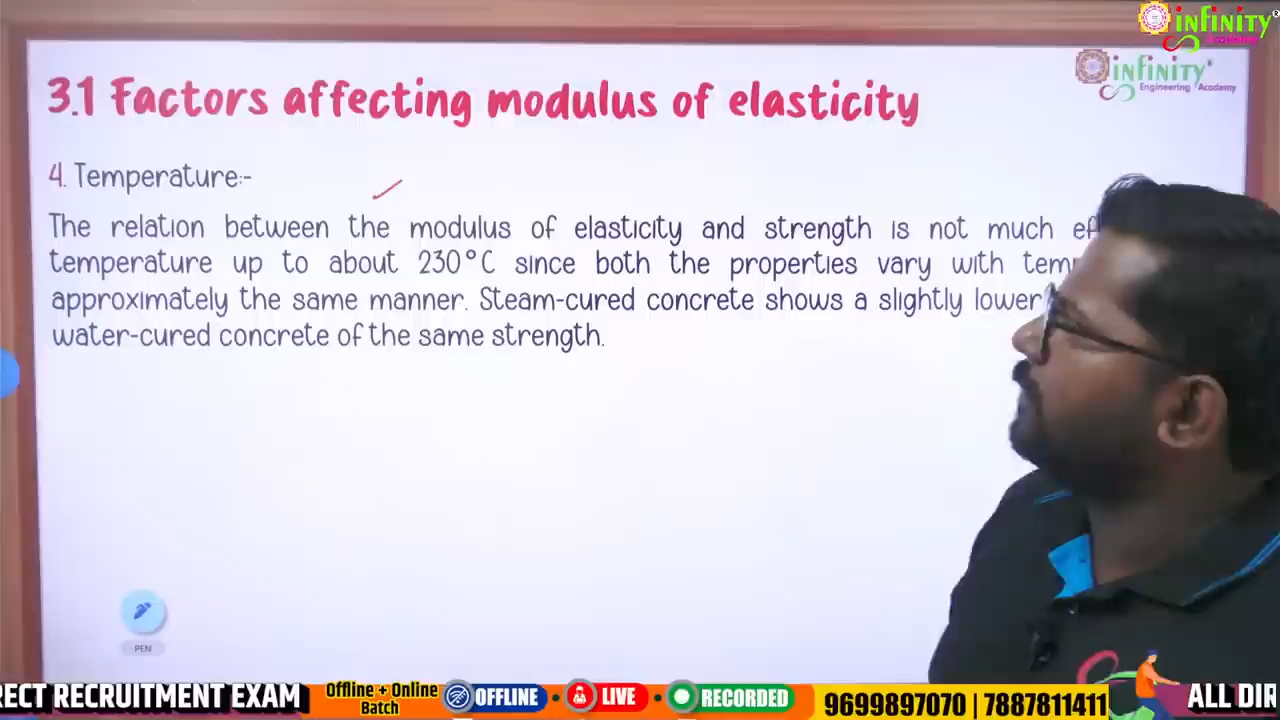 infinity
infinity
Engineering Academy
3.1 Factors affecting modulus of elasticity
4. Temperature:-
The relation between the modulus of elasticity and strength is not much
temperature up to about 230°C since both the properties vary with
approximately the same manner. Steam-cured concrete shows a slightly lower
water-cured concrete of the same strength.
PEN
RECT RECRUITMENT EXAM
Offline + Online
Batch
OFFLINE
LIVE
RECORDED
9699897070 | 7887811411
ALL DIR